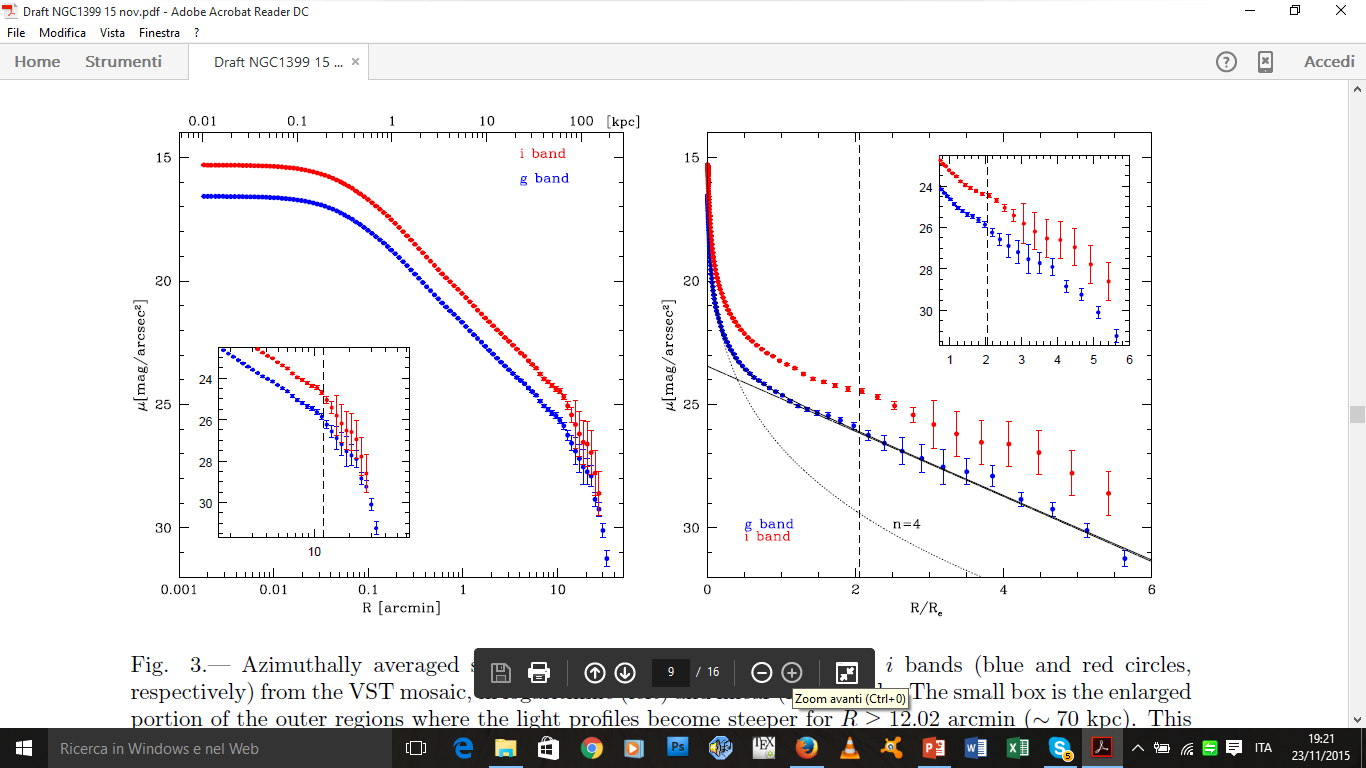 Draft NGC1399 15 nov.pdf - Adobe Acrobat Reader DC
File Modifica Vista Finestra ?
Home Strumenti Draft NGC1399 15 ... × ? Accedi
0.01 0.1 1 10 100 [kpc]
i band
g band
15
20
25
30
μ[mag/arcsec²]
24
26
28
30
10
0.001 0.01 0.1 1 10
R [arcmin]
15
20
25
30
μ[mag/arcsec²]
24
26
28
30
1 2 3 4 5 6
g band
i band
n=4
0 2 4 6
R/Rₑ
Fig. 3.— Azimuthally averaged i bands (blue and red circles,
respectively) from the VST mosaic, The small box is the enlarged
portion of the outer regions where the light profiles become steeper for R ≥ 12.02 arcmin (∼ 70 kpc). This
9 / 16
Zoom avanti (Ctrl+0)
Ricerca in Windows e nel Web
TEX
5
ITA
19:21
23/11/2015